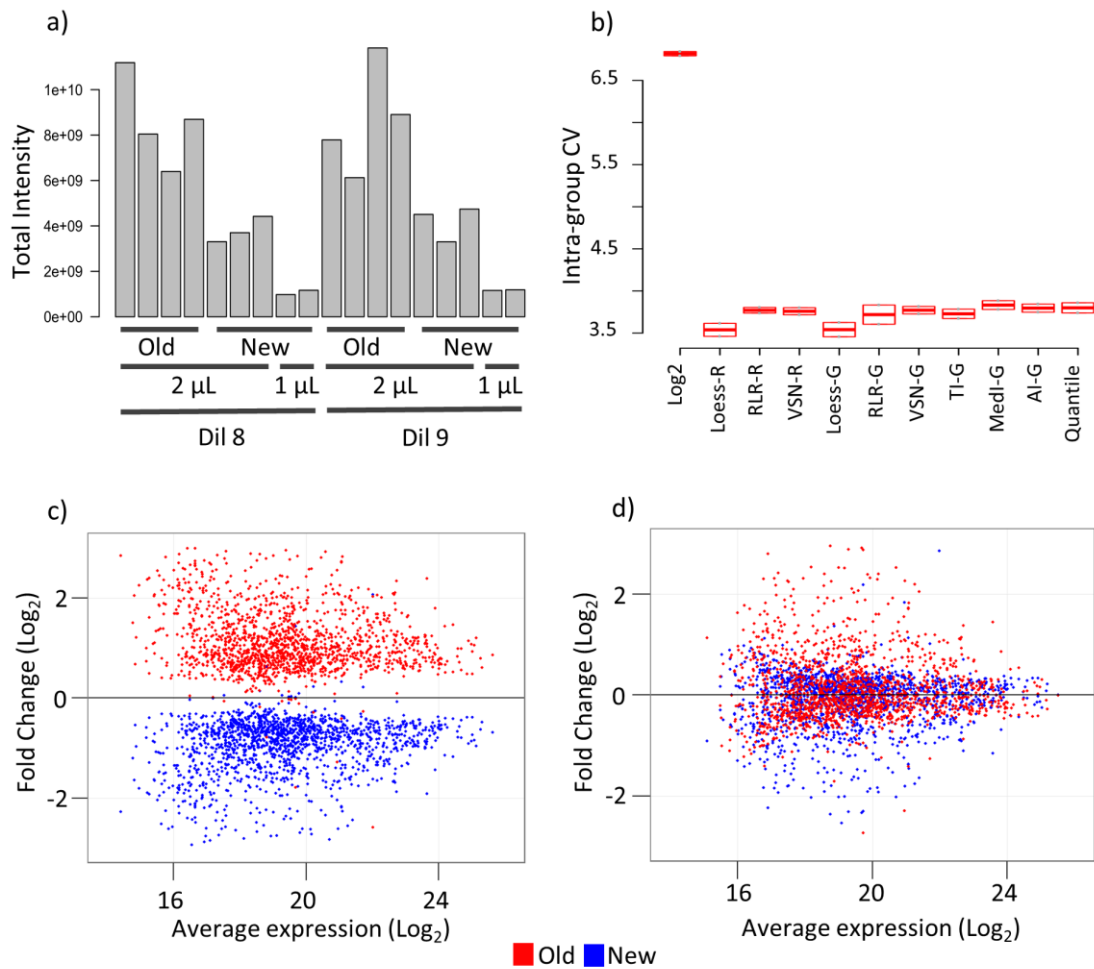 a)
Total Intensity
1e+10
8e+09
6e+09
4e+09
2e+09
0e+00
Old New Old New
2 µL 1 µL 2 µL 1 µL
Dil 8 Dil 9
b)
Intra-group CV
6.5
5.5
4.5
3.5
Log2
Loess-R
RLR-R
VSN-R
Loess-G
RLR-G
VSN-G
TI-G
MedI-G
AI-G
Quantile
c)
Fold Change (Log2)
2
0
-2
16 20 24
Average expression (Log2)
d)
Fold Change (Log2)
2
0
-2
16 20 24
Average expression (Log2)
Old New